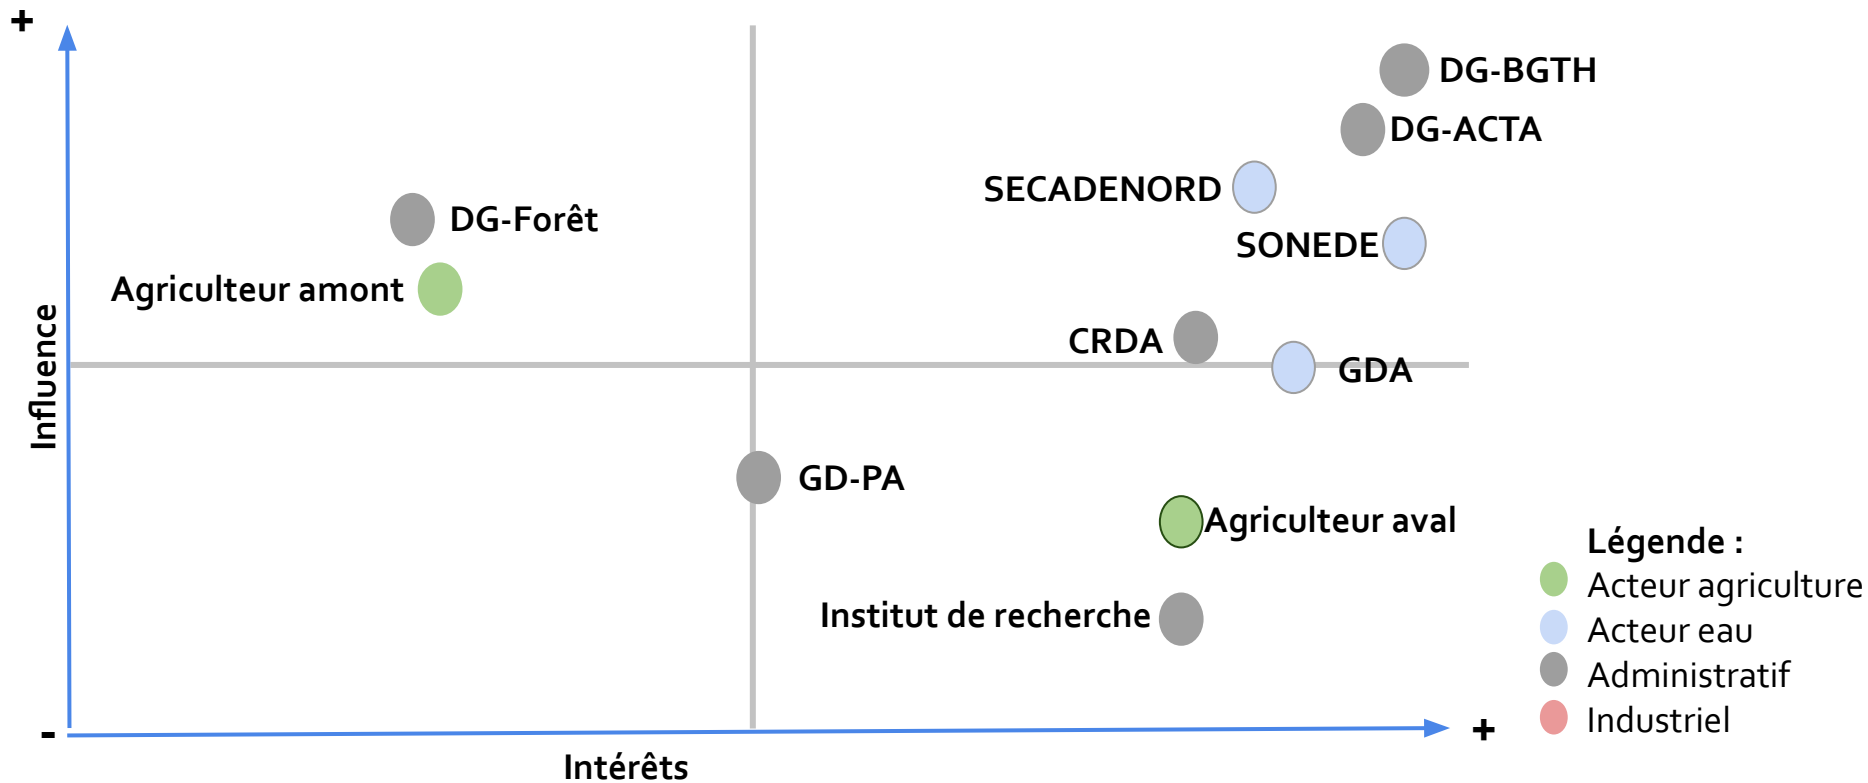 +
DG-BGTH
DG-ACTA
SECADENORD
DG-Forêt
SONEDE
Agriculteur amont
CRDA
GDA
Influence
GD-PA
Agriculteur aval
Institut de recherche
Légende :
Acteur agriculture
Acteur eau
Administratif
Industriel
-
+
Intérêts